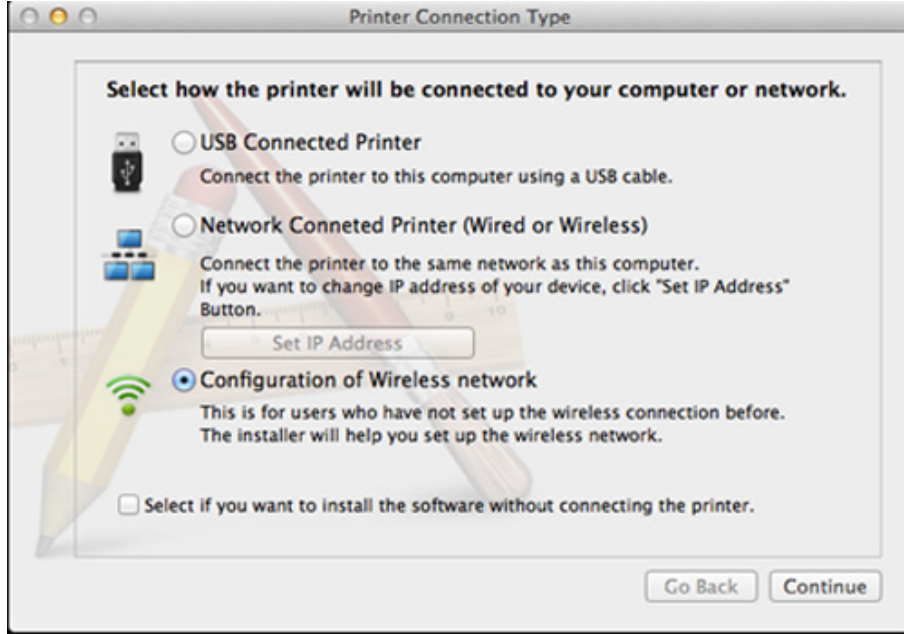 Printer Connection Type
Select how the printer will be connected to your computer or network.
USB Connected Printer
Connect the printer to this computer using a USB cable.
Network Conneted Printer (Wired or Wireless)
Connect the printer to the same network as this computer.
If you want to change IP address of your device, click "Set IP Address"
Button.
Set IP Address
Configuration of Wireless network
This is for users who have not set up the wireless connection before.
The installer will help you set up the wireless network.
Select if you want to install the software without connecting the printer.
Go Back
Continue